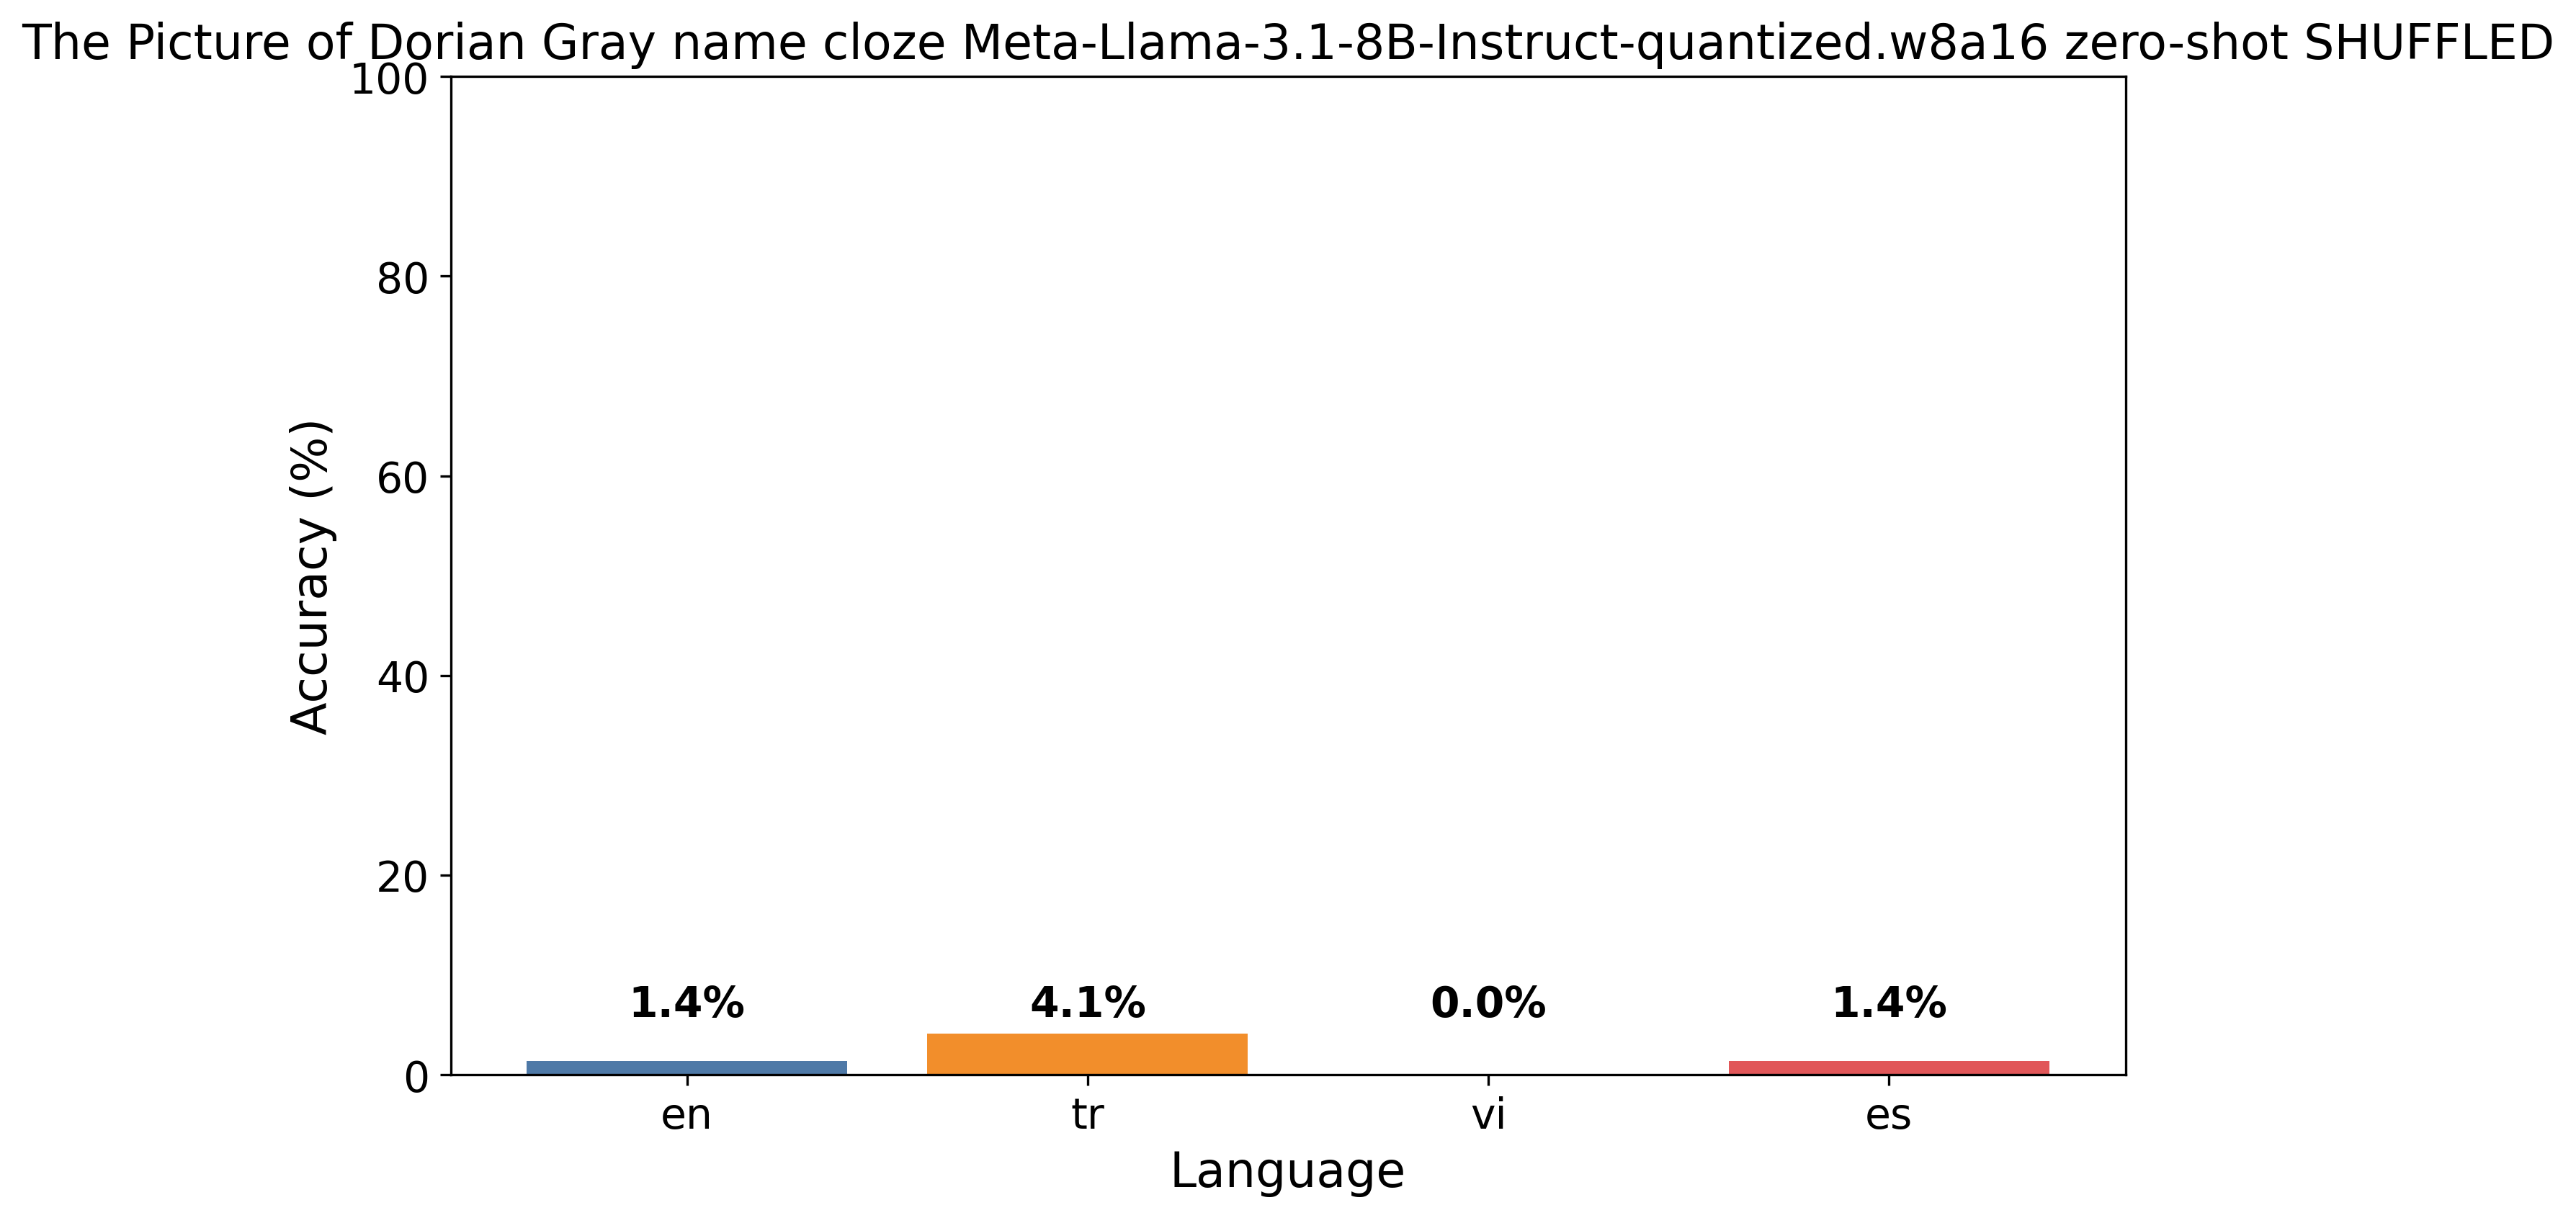 The Picture of Dorian Gray name cloze Meta-Llama-3.1-8B-Instruct-quantized.w8a16 zero-shot SHUFFLED
100
80
60
40
20
0
Accuracy (%)
1.4%
4.1%
0.0%
1.4%
en
tr
vi
es
Language